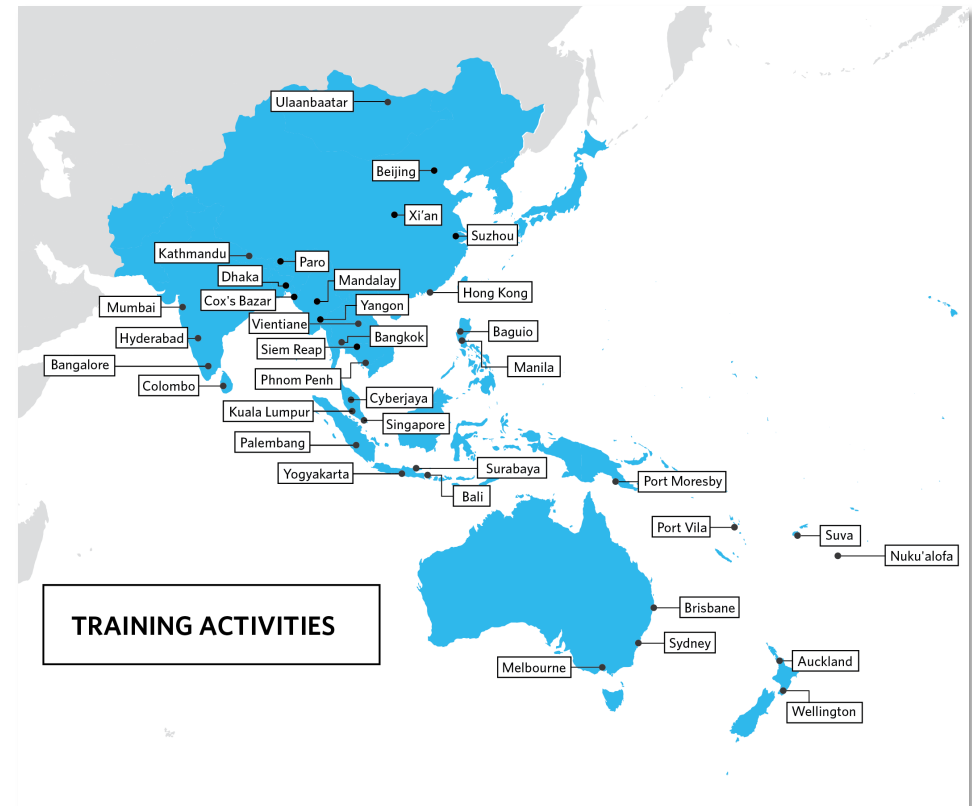 Ulaanbaatar
Beijing
Xi'an
Suzhou
Kathmandu
Paro
Dhaka
Mandalay
Cox's Bazar
Hong Kong
Mumbai
Yangon
Vientiane
Baguio
Hyderabad
Bangkok
Siem Reap
Bangalore
Manila
Phnom Penh
Colombo
Cyberjaya
Kuala Lumpur
Singapore
Palembang
Surabaya
Yogyakarta
Port Moresby
Bali
Port Vila
Suva
Nuku'alofa
Brisbane
TRAINING ACTIVITIES
Sydney
Auckland
Melbourne
Wellington